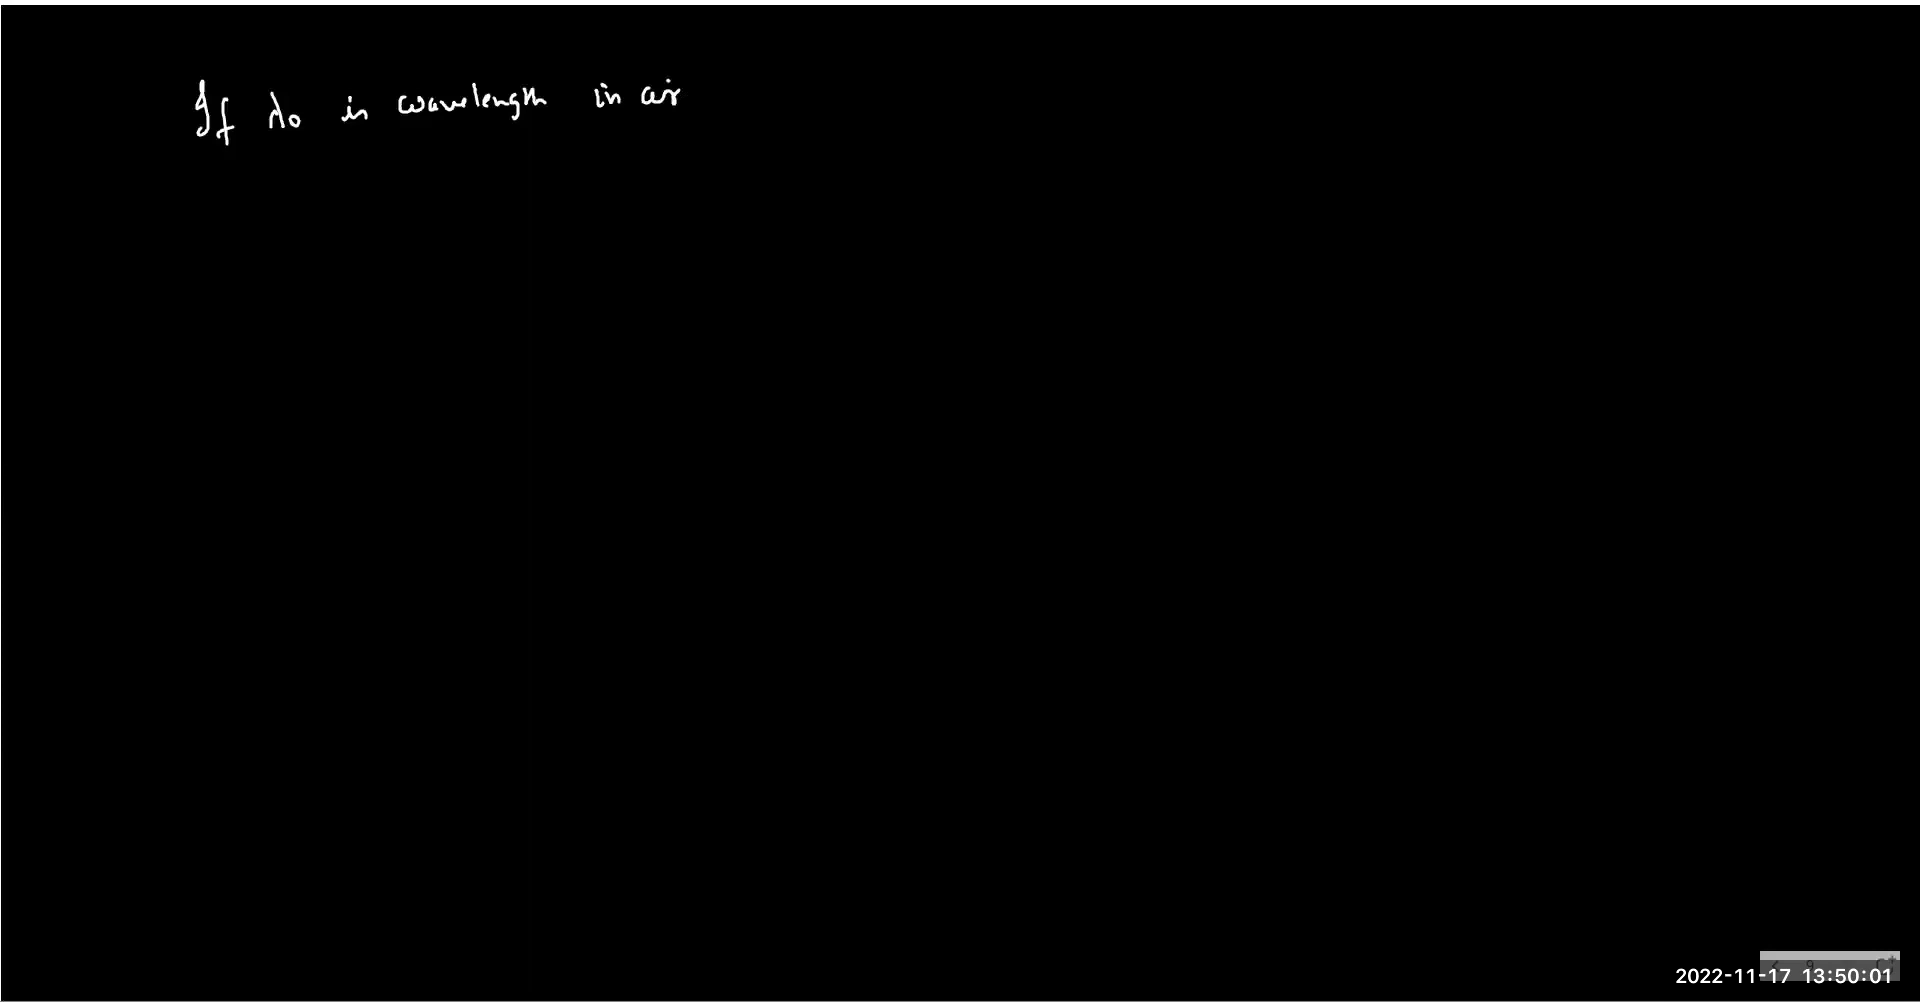 If λo is wavelength in air
2022-11-17 13:50:01